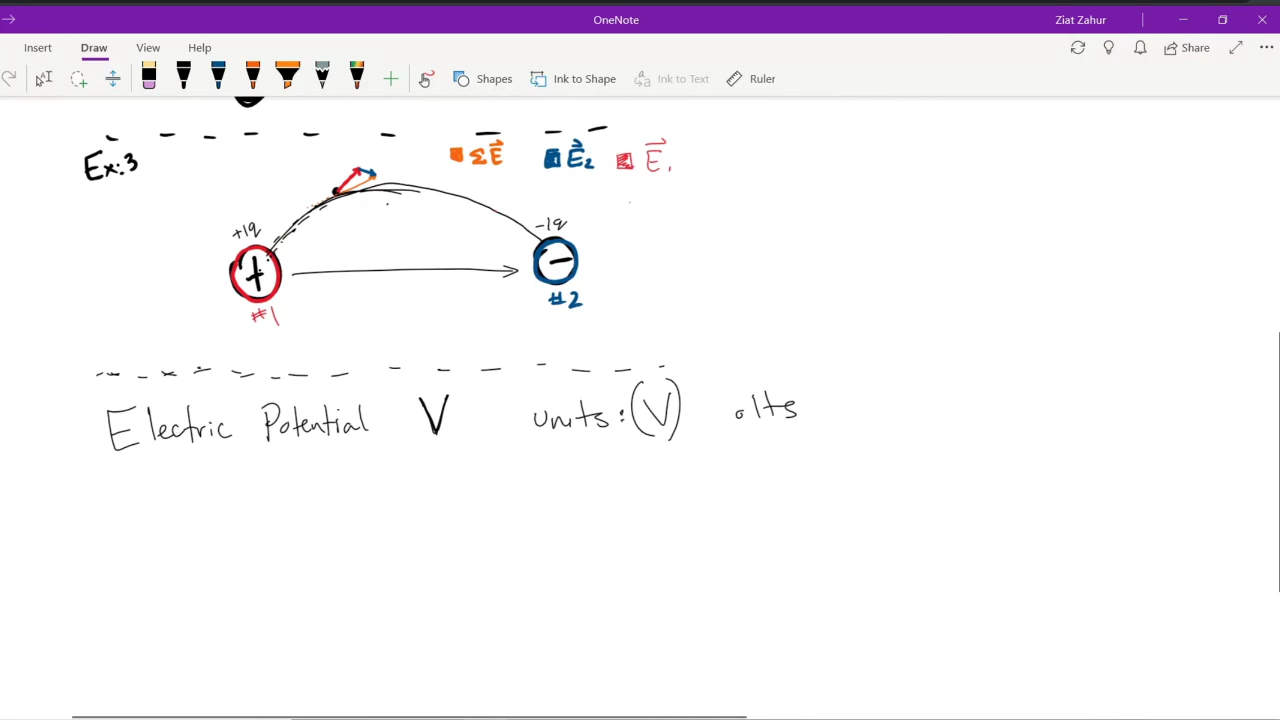 OneNote
Ziat Zahur
Insert Draw View Help
Share
Shapes Ink to Shape Ink to Text Ruler
Ex:3
ΣE⃗ E⃗2 E⃗1
+1q
-1q
+
−
#1
#2
Electric Potential V units: (V) olts